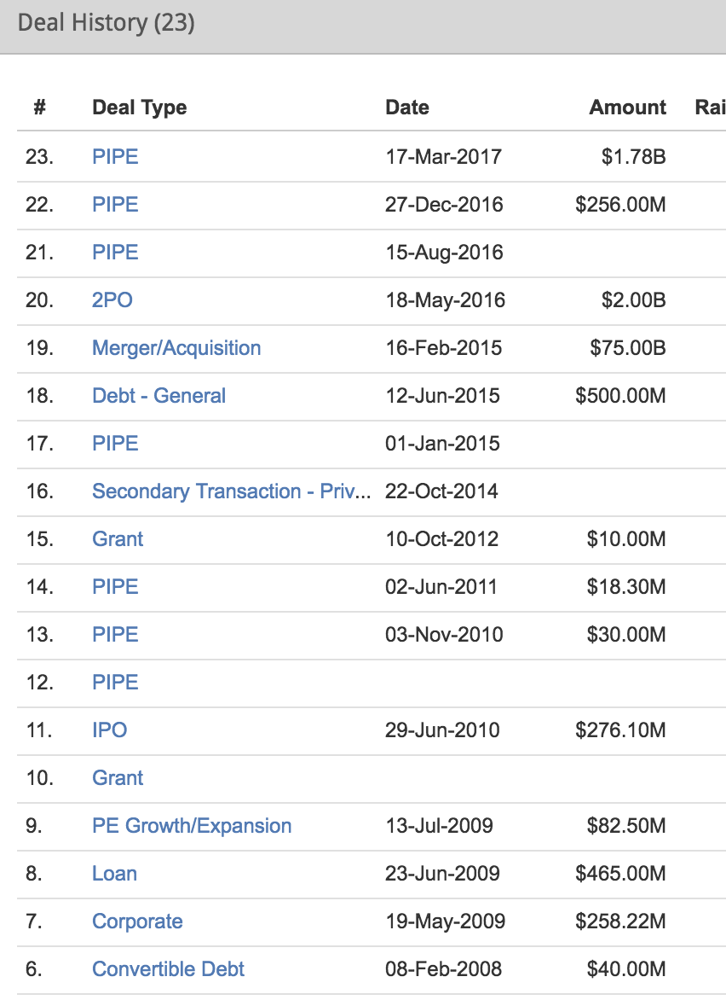 Deal History (23)
# Deal Type Date Amount Rai
23. PIPE 17-Mar-2017 $1.78B
22. PIPE 27-Dec-2016 $256.00M
21. PIPE 15-Aug-2016
20. 2PO 18-May-2016 $2.00B
19. Merger/Acquisition 16-Feb-2015 $75.00B
18. Debt - General 12-Jun-2015 $500.00M
17. PIPE 01-Jan-2015
16. Secondary Transaction - Priv... 22-Oct-2014
15. Grant 10-Oct-2012 $10.00M
14. PIPE 02-Jun-2011 $18.30M
13. PIPE 03-Nov-2010 $30.00M
12. PIPE
11. IPO 29-Jun-2010 $276.10M
10. Grant
9. PE Growth/Expansion 13-Jul-2009 $82.50M
8. Loan 23-Jun-2009 $465.00M
7. Corporate 19-May-2009 $258.22M
6. Convertible Debt 08-Feb-2008 $40.00M